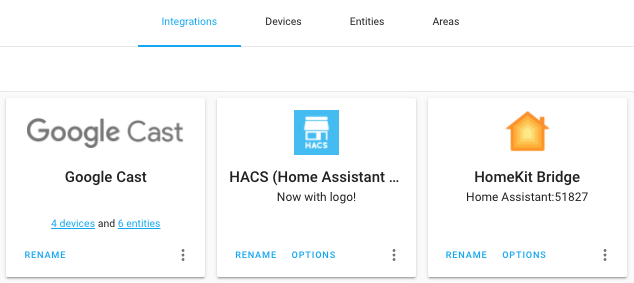 Integrations Devices Entities Areas
Google Cast HACS
Google Cast HACS (Home Assistant ... HomeKit Bridge
Now with logo! Home Assistant:51827
4 devices and 6 entities
RENAME RENAME OPTIONS RENAME OPTIONS